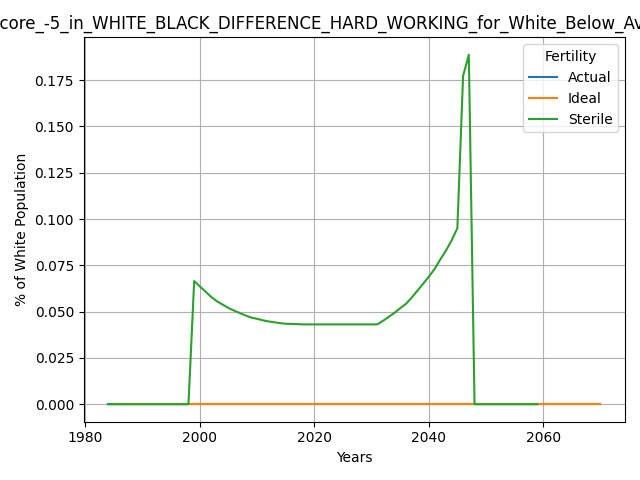 core_-5_in_WHITE_BLACK_DIFFERENCE_HARD_WORKING_for_White_Below_Av
Fertility
Actual
Ideal
Sterile
% of White Population
0.175
0.150
0.125
0.100
0.075
0.050
0.025
0.000
1980 2000 2020 2040 2060
Years